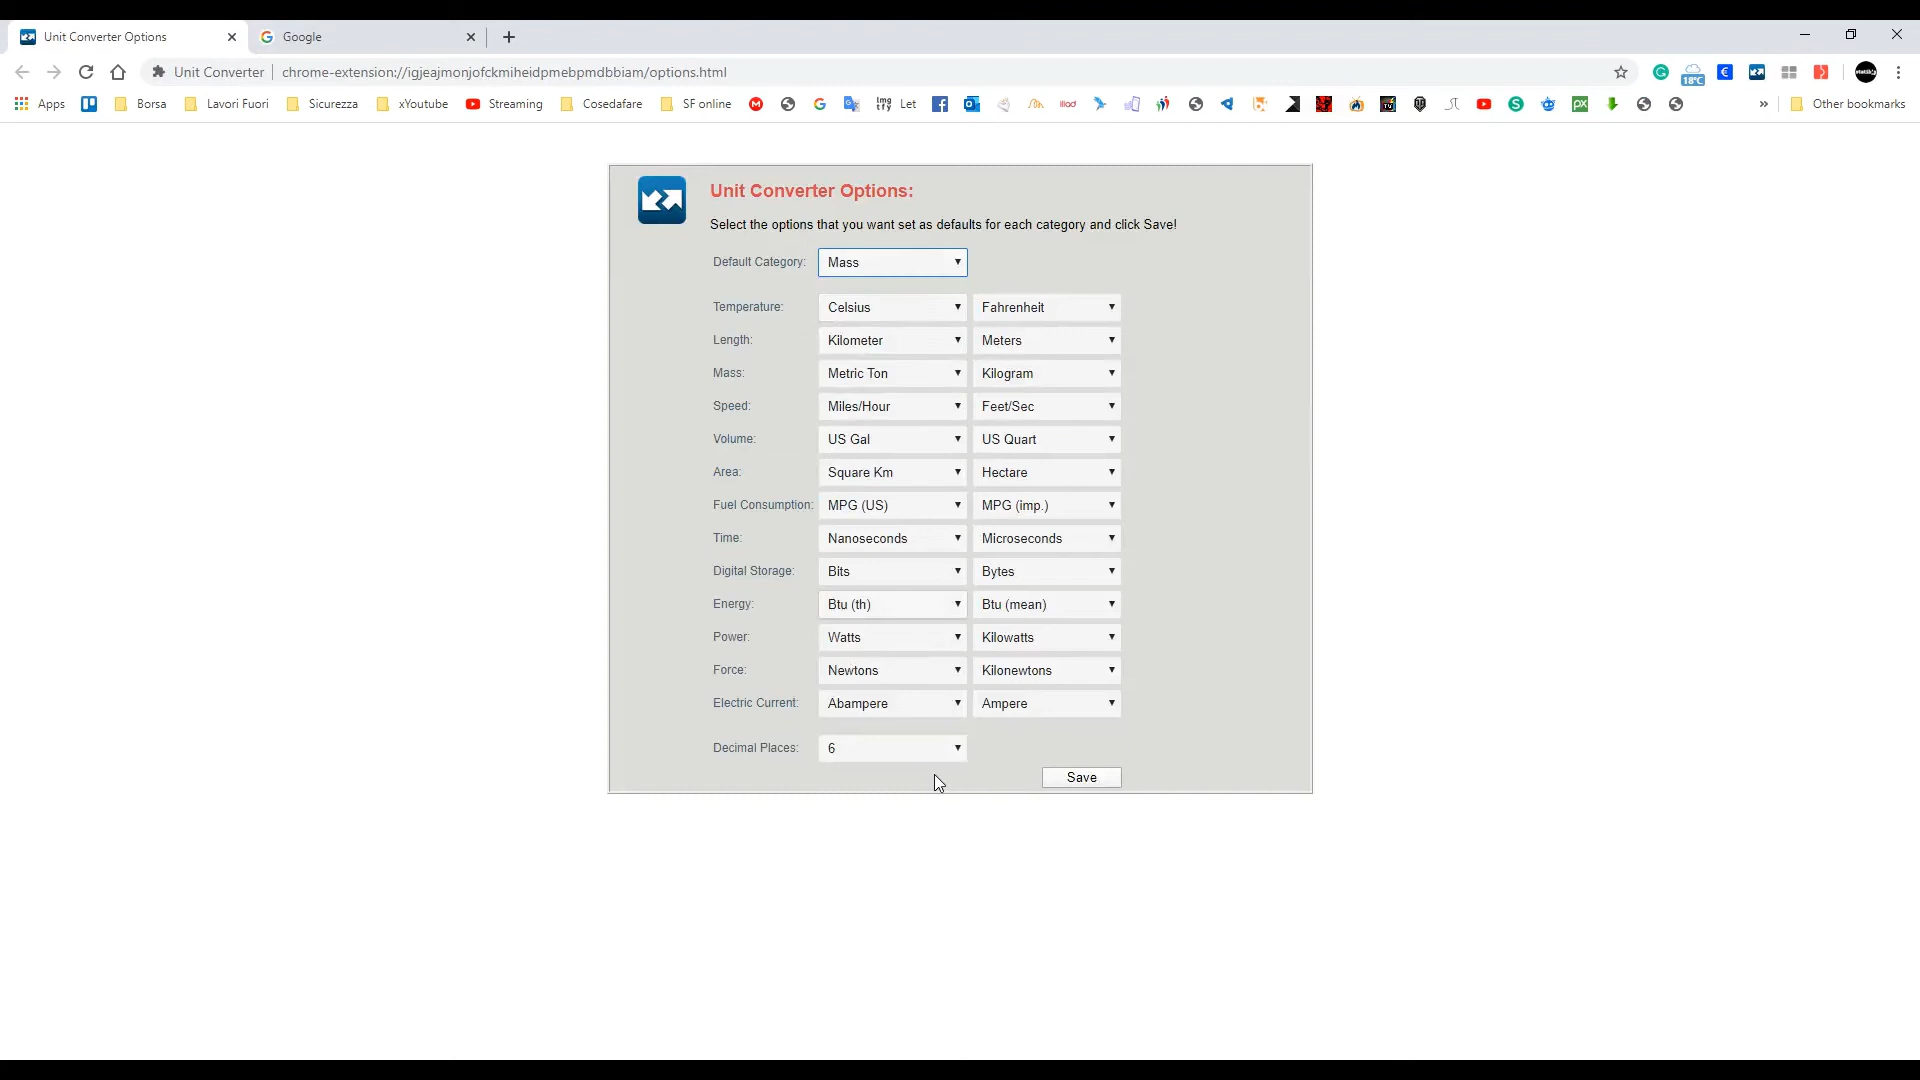 Unit Converter Options
Google
Unit Converter | chrome-extension://igjeajmonjofckmiheidpmebpmdbbiam/options.html
18°C
Apps
Borsa
Lavori Fuori
Sicurezza
xYoutube
Streaming
Cosedafare
SF online
Let
iliad
TV
px
Other bookmarks
Unit Converter Options:
Select the options that you want set as defaults for each category and click Save!
Default Category: Mass
Temperature: Celsius Fahrenheit
Length: Kilometer Meters
Mass: Metric Ton Kilogram
Speed: Miles/Hour Feet/Sec
Volume: US Gal US Quart
Area: Square Km Hectare
Fuel Consumption: MPG (US) MPG (imp.)
Time: Nanoseconds Microseconds
Digital Storage: Bits Bytes
Energy: Btu (th) Btu (mean)
Power: Watts Kilowatts
Force: Newtons Kilonewtons
Electric Current: Abampere Ampere
Decimal Places: 6
Save